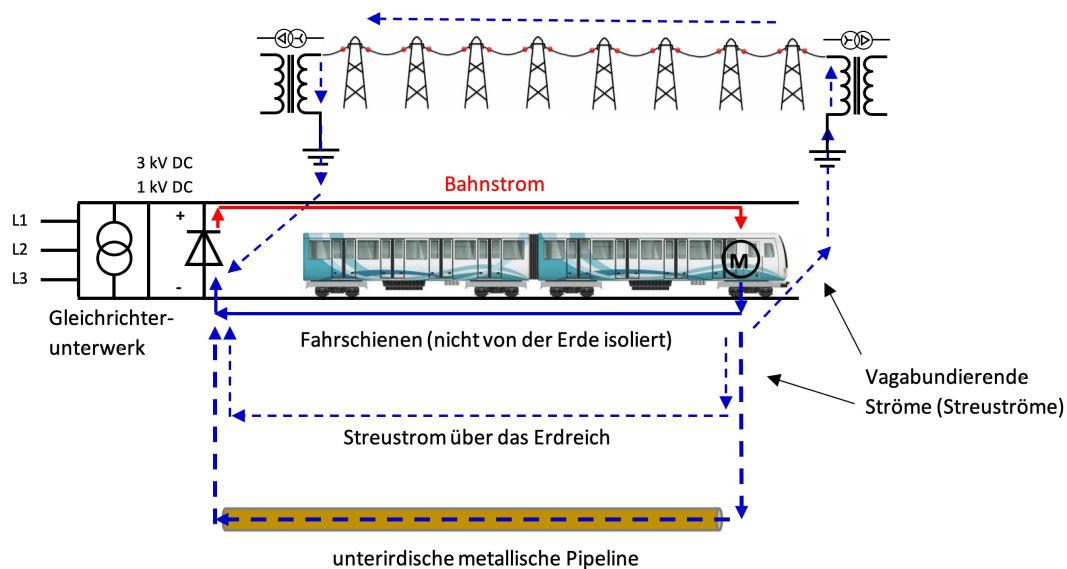 3 kV DC
1 kV DC
Bahnstrom
L1
+
L2
M
L3
-
Gleichrichter-
unterwerk
Fahrschienen (nicht von der Erde isoliert)
Vagabundierende
Ströme (Streuströme)
Streustrom über das Erdreich
unterirdische metallische Pipeline